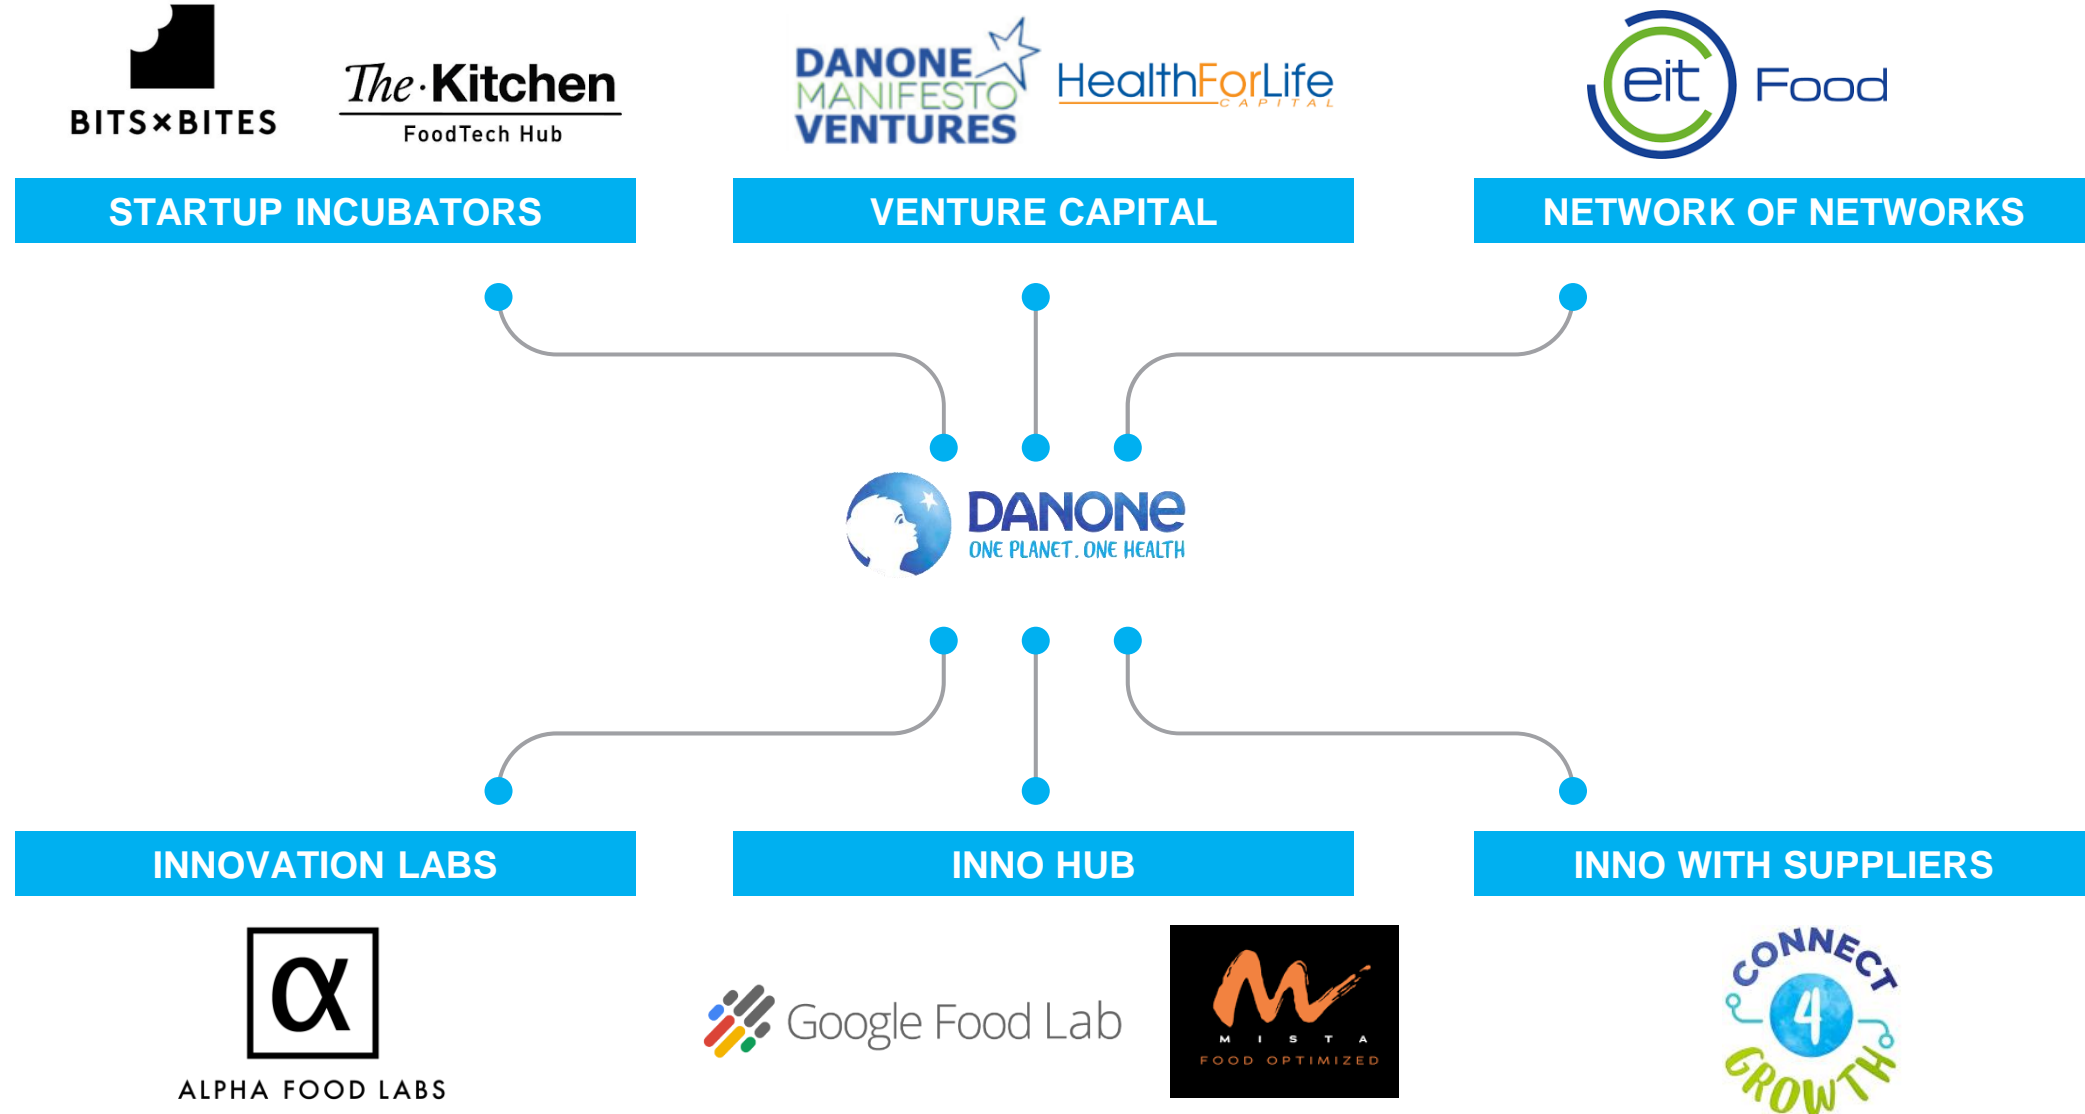 BITS×BITES
The·Kitchen
FoodTech Hub
DANONE
MANIFESTO
VENTURES
HealthForLife
CAPITAL
eit Food
STARTUP INCUBATORS
VENTURE CAPITAL
NETWORK OF NETWORKS
DANONE
ONE PLANET. ONE HEALTH
INNOVATION LABS
INNO HUB
INNO WITH SUPPLIERS
α
ALPHA FOOD LABS
Google Food Lab
MISTA
FOOD OPTIMIZED
CONNECT
4
GROWTH